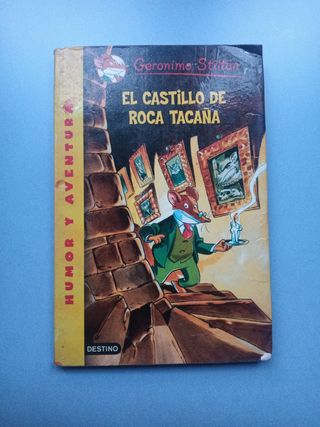 Geronimo Stilton
EL CASTILLO DE
ROCA TACAÑA
HUMOR Y AVENTURA
DESTINO